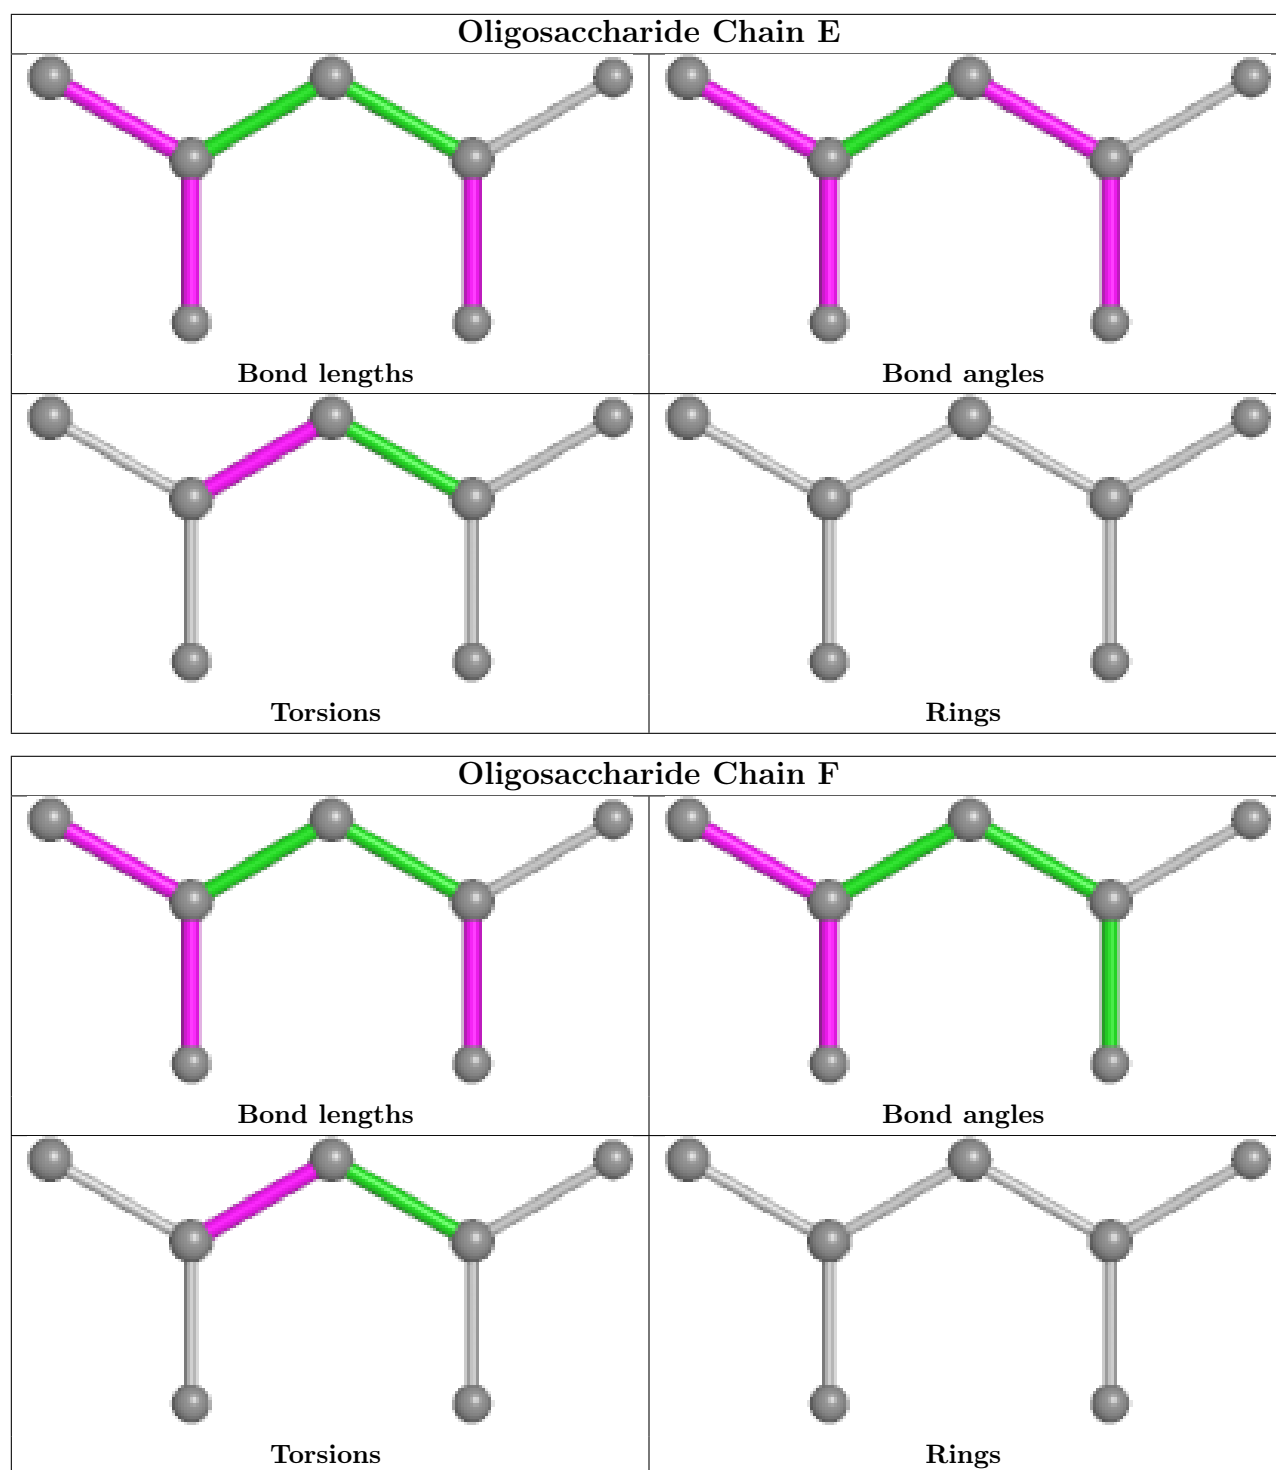 Oligosaccharide Chain E
Bond lengths
Bond angles
Torsions
Rings
Oligosaccharide Chain F
Bond lengths
Bond angles
Torsions
Rings